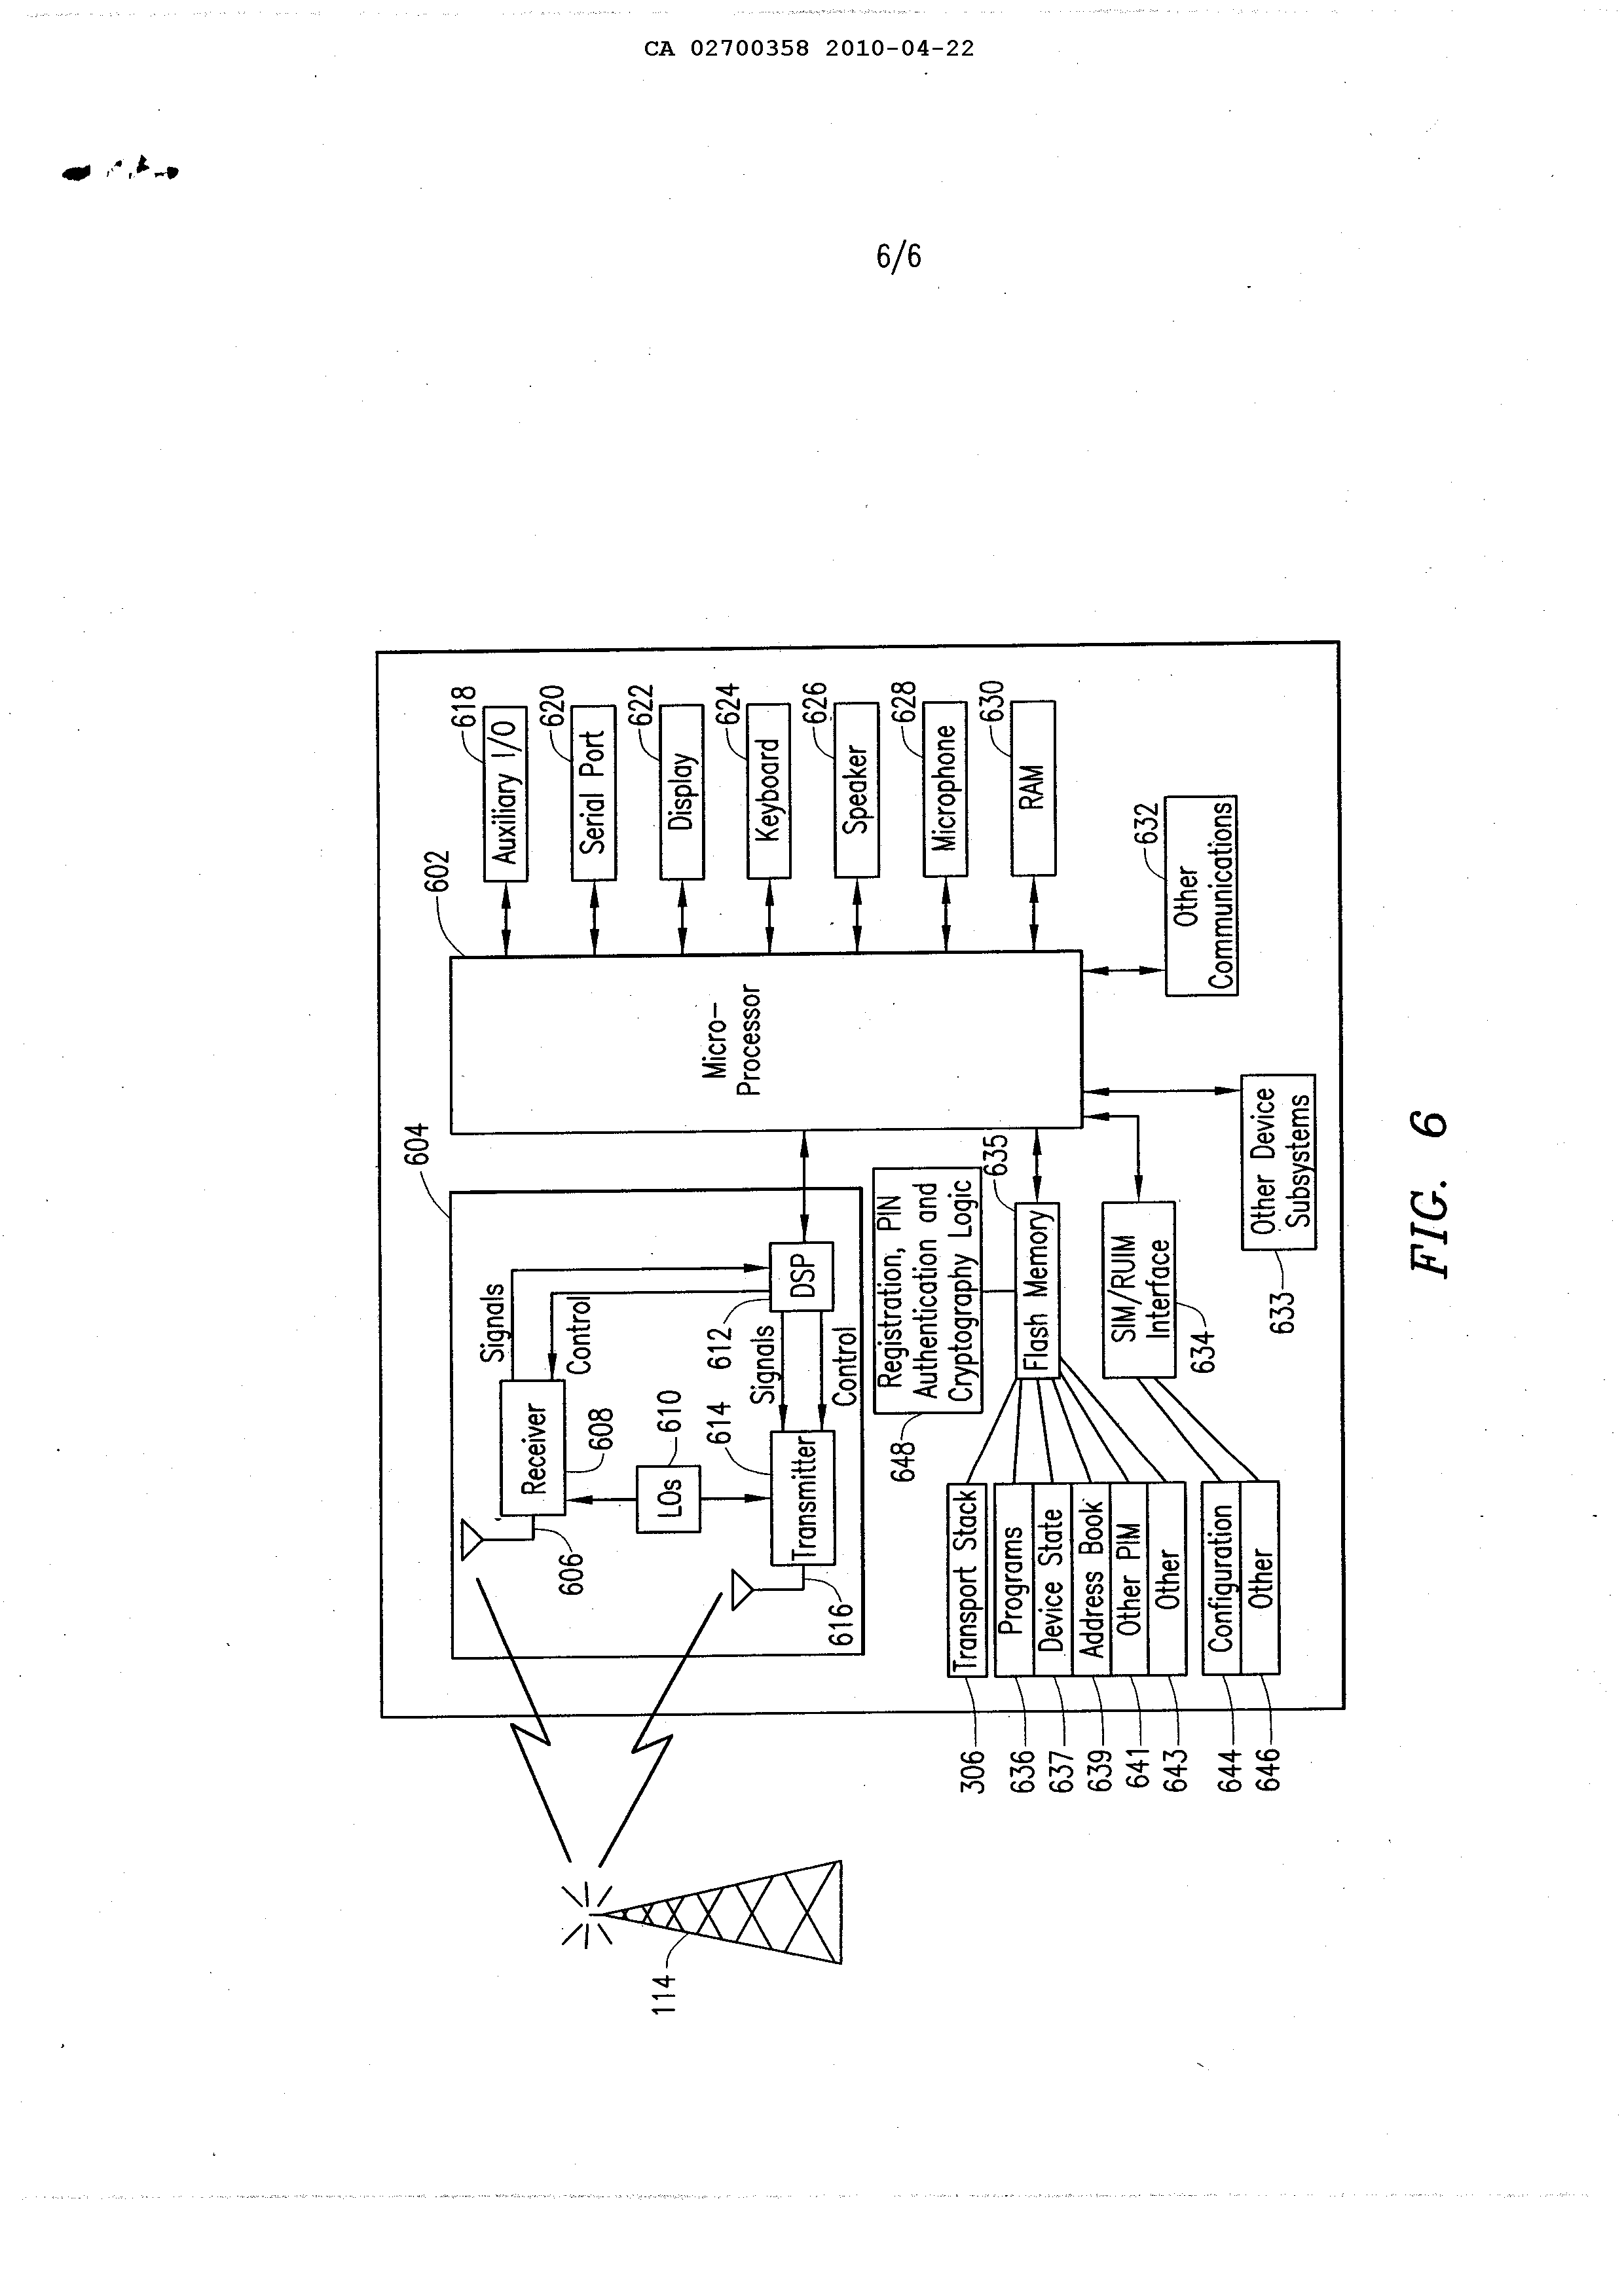 CA 02700358 2010-04-22
6/6
604
602
618
Auxiliary I/O
620
Serial Port
622
Display
624
Keyboard
626
Speaker
628
Microphone
630
RAM
Micro-
Processor
632
Other
Communications
Signals
Control
Receiver
608
606
LOs
610
612
DSP
614
Signals
Control
Transmitter
616
114
648
Registration, PIN
Authentication and
Cryptography Logic
635
Flash Memory
306
Transport Stack
636
Programs
637
Device State
639
Address Book
641
Other PIM
643
Other
SIM/RUIM
Interface
634
644
Configuration
646
Other
633
Other Device
Subsystems
FIG. 6